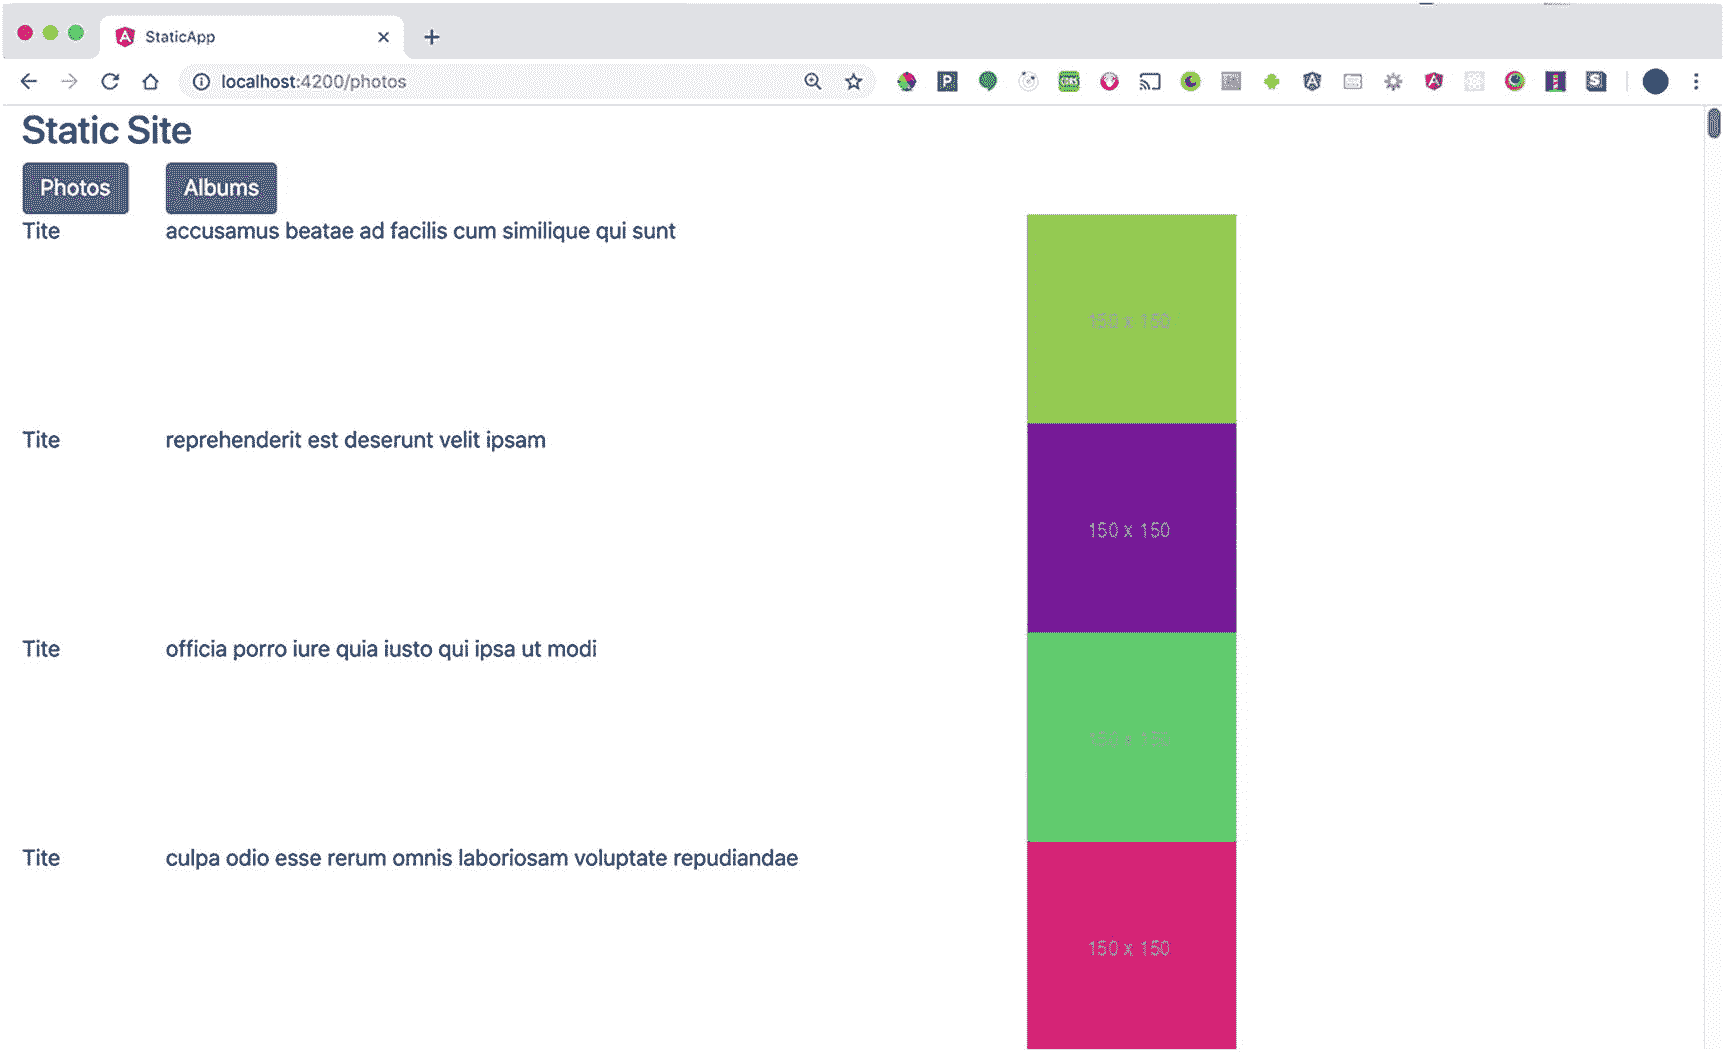 StaticApp
localhost:4200/photos
Static Site
Photos Albums
Tite accusamus beatae ad facilis cum similique qui sunt
150 x 150
Tite reprehenderit est deserunt velit ipsam
150 x 150
Tite officia porro iure quia iusto qui ipsa ut modi
Tite culpa odio esse rerum omnis laboriosam voluptate repudiandae
150 x 150